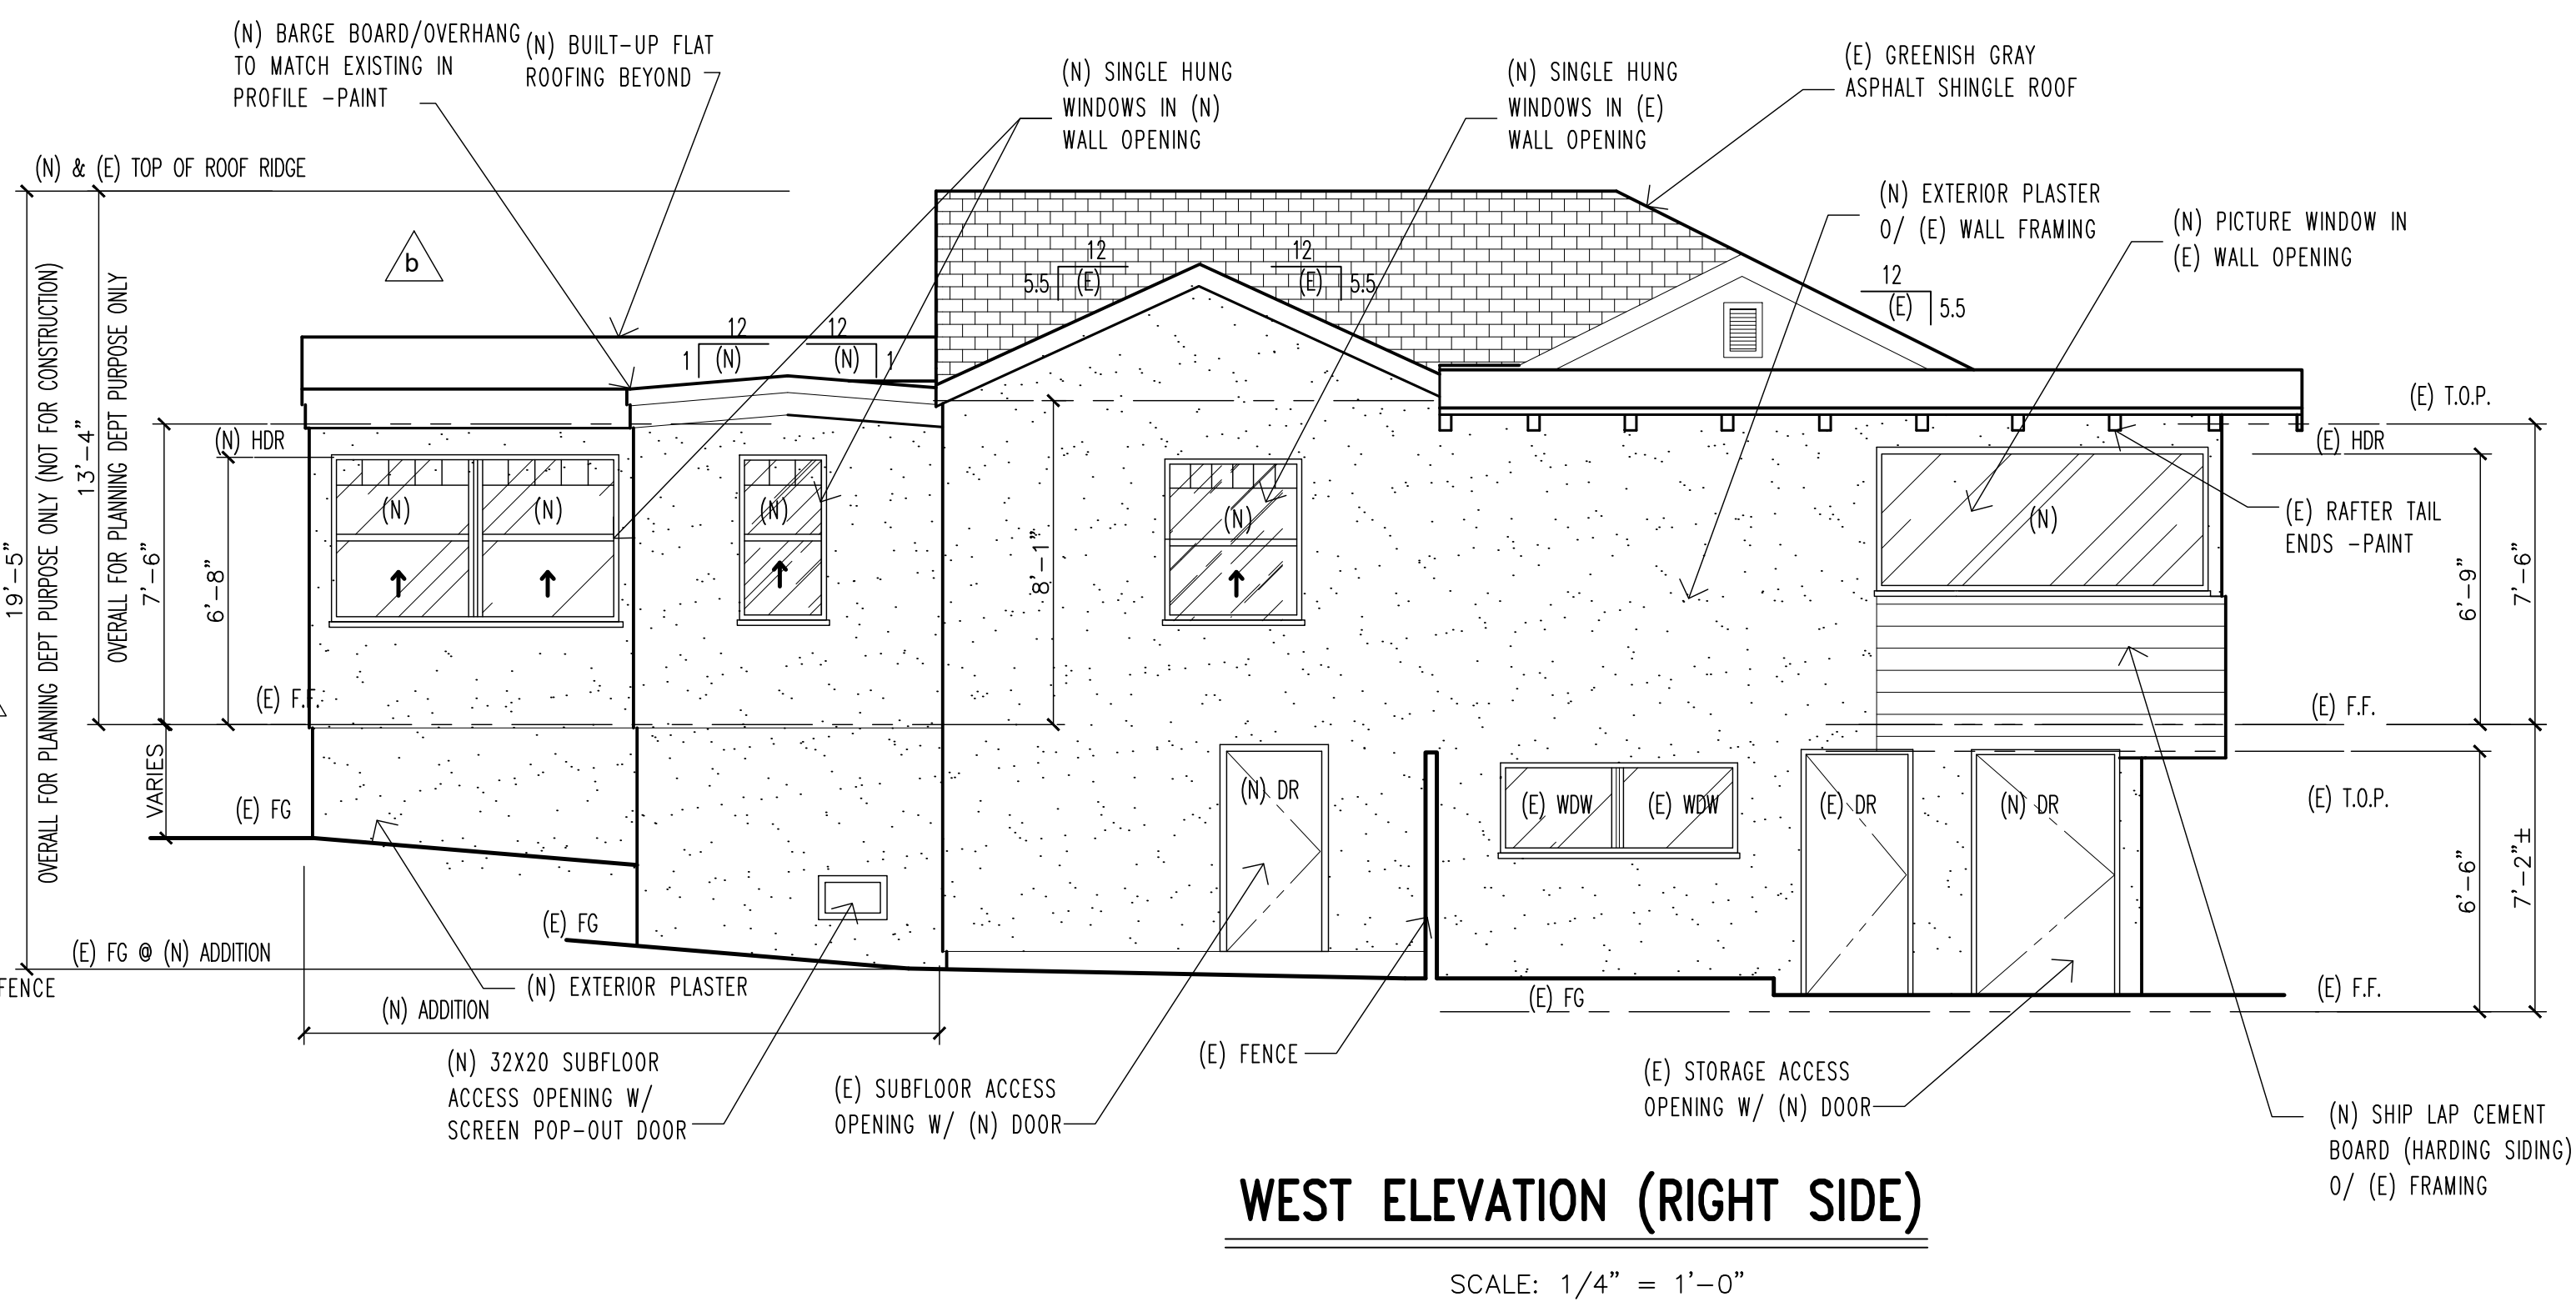 (N) BARGE BOARD/OVERHANG
TO MATCH EXISTING IN
PROFILE -PAINT
(N) BUILT-UP FLAT
ROOFING BEYOND
(N) SINGLE HUNG
WINDOWS IN (N)
WALL OPENING
(N) SINGLE HUNG
WINDOWS IN (E)
WALL OPENING
(E) GREENISH GRAY
ASPHALT SHINGLE ROOF
(N) & (E) TOP OF ROOF RIDGE
(N) EXTERIOR PLASTER
O/ (E) WALL FRAMING
(N) PICTURE WINDOW IN
(E) WALL OPENING
b
12
5.5
(E)
12
(E)
5.5
12
(E)
5.5
12
1
(N)
12
(N)
1
19'-5"
OVERALL FOR PLANNING DEPT PURPOSE ONLY (NOT FOR CONSTRUCTION)
13'-4"
OVERALL FOR PLANNING DEPT PURPOSE ONLY
7'-6"
6'-8"
VARIES
(N) HDR
(E) F.F.
(E) FG
(N)
(N)
(N)
(N)
(N)
8'-1"
(E) T.O.P.
(E) HDR
(E) RAFTER TAIL
ENDS -PAINT
6'-9"
7'-6"
(E) F.F.
(E) T.O.P.
6'-6"
7'-2"±
(E) F.F.
(N) DR
(E) WDW
(E) WDW
(E) DR
(N) DR
(E) FG
(E) FG @ (N) ADDITION
FENCE
(N) EXTERIOR PLASTER
(N) ADDITION
(E) FG
(N) 32X20 SUBFLOOR
ACCESS OPENING W/
SCREEN POP-OUT DOOR
(E) SUBFLOOR ACCESS
OPENING W/ (N) DOOR
(E) FENCE
(E) STORAGE ACCESS
OPENING W/ (N) DOOR
(N) SHIP LAP CEMENT
BOARD (HARDING SIDING)
O/ (E) FRAMING
WEST ELEVATION (RIGHT SIDE)
SCALE: 1/4" = 1'-0"